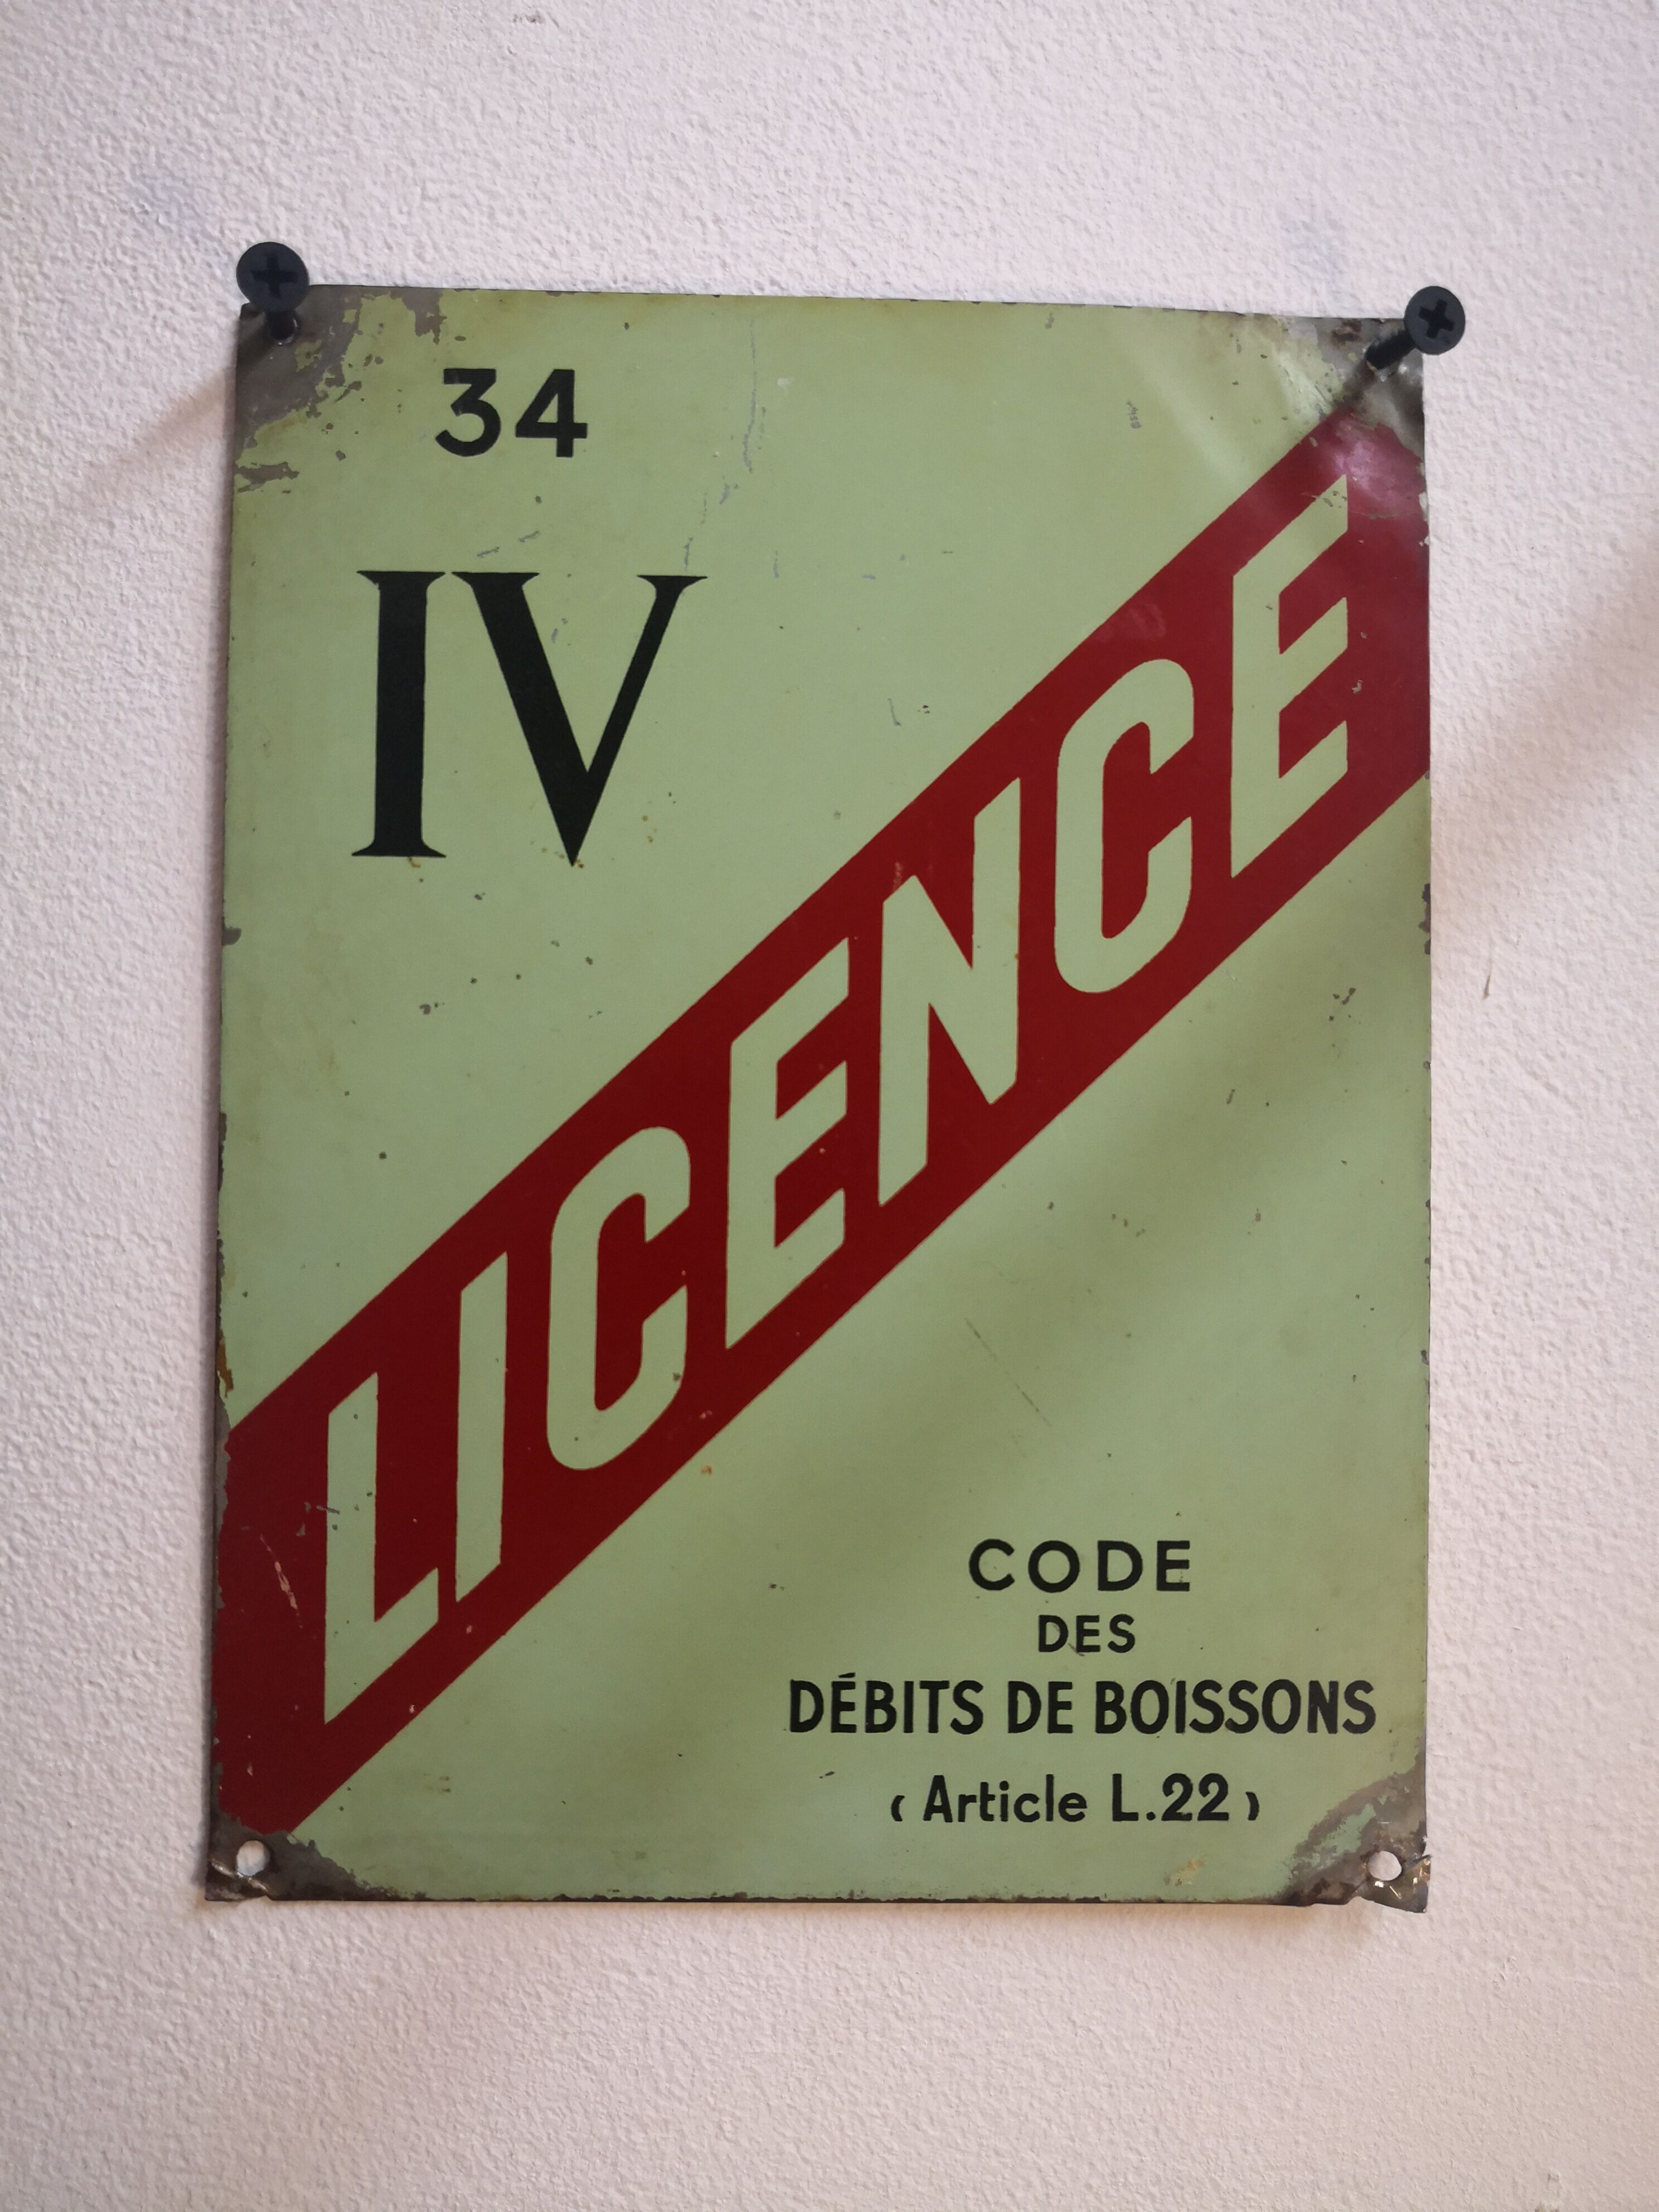 34
IV
LICENCE
CODE
DES
DÉBITS DE BOISSONS
(Article L.22)